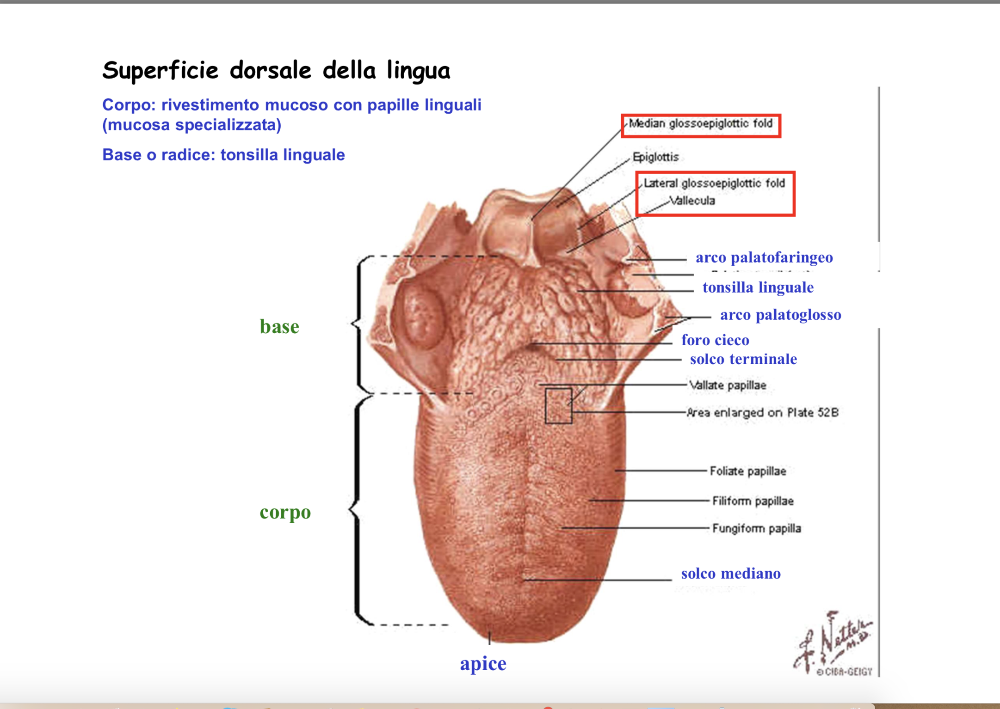 Superficie dorsale della lingua
Corpo: rivestimento mucoso con papille linguali
(mucosa specializzata)
Base o radice: tonsilla linguale
Median glossoepiglottic fold
Epiglottis
Lateral glossoepiglottic fold
Vallecula
arco palatofaringeo
tonsilla linguale
arco palatoglosso
base
foro cieco
solco terminale
Vallate papillae
Area enlarged on Plate 52B
Foliate papillae
Filiform papillae
corpo
Fungiform papilla
solco mediano
apice
f. Netter
M.D.
© CIBA-GEIGY